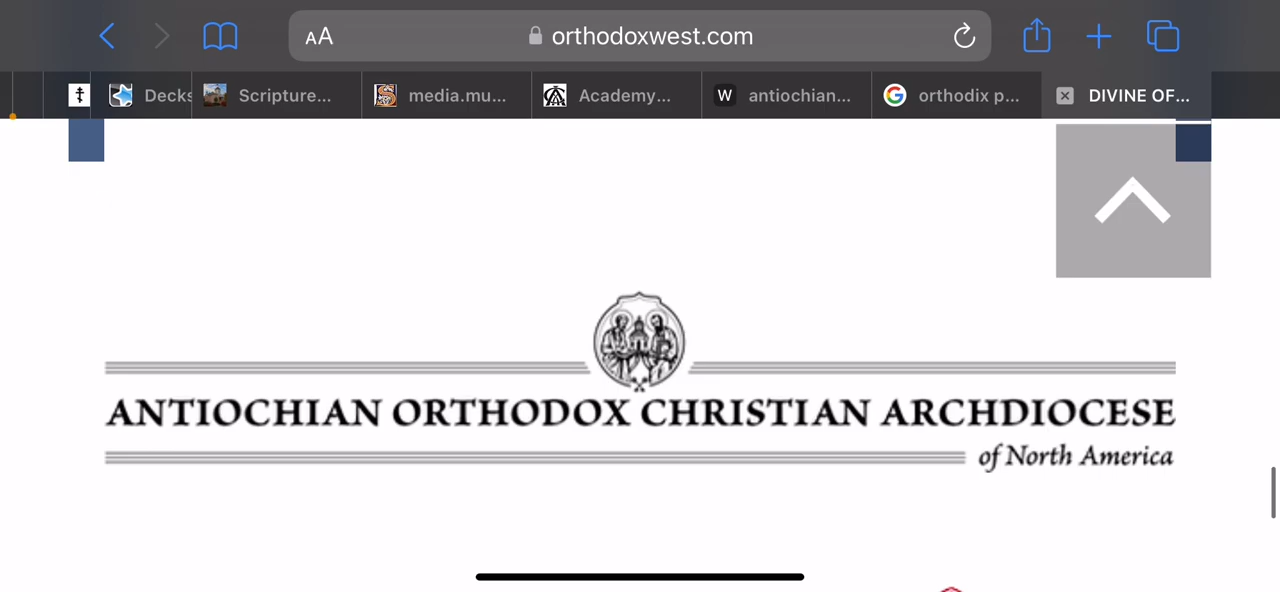 AA orthodoxwest.com
Decks Scripture... media.mu... Academy... W antiochian... G orthodix p... DIVINE OF...
ANTIOCHIAN ORTHODOX CHRISTIAN ARCHDIOCESE
of North America